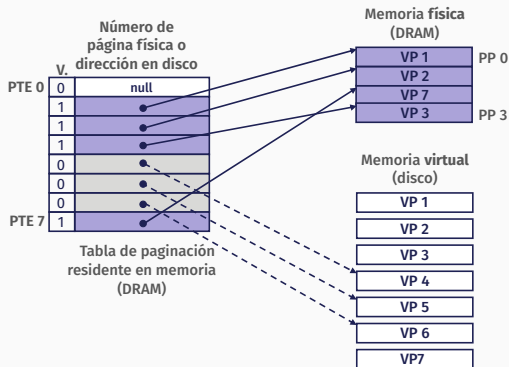 Número de
página física o
dirección en disco
V.
PTE 0
0
null
1
1
1
0
0
0
PTE 7
1
Tabla de paginación
residente en memoria
(DRAM)
Memoria física
(DRAM)
VP 1
PP 0
VP 2
VP 7
VP 3
PP 3
Memoria virtual
(disco)
VP 1
VP 2
VP 3
VP 4
VP 5
VP 6
VP7